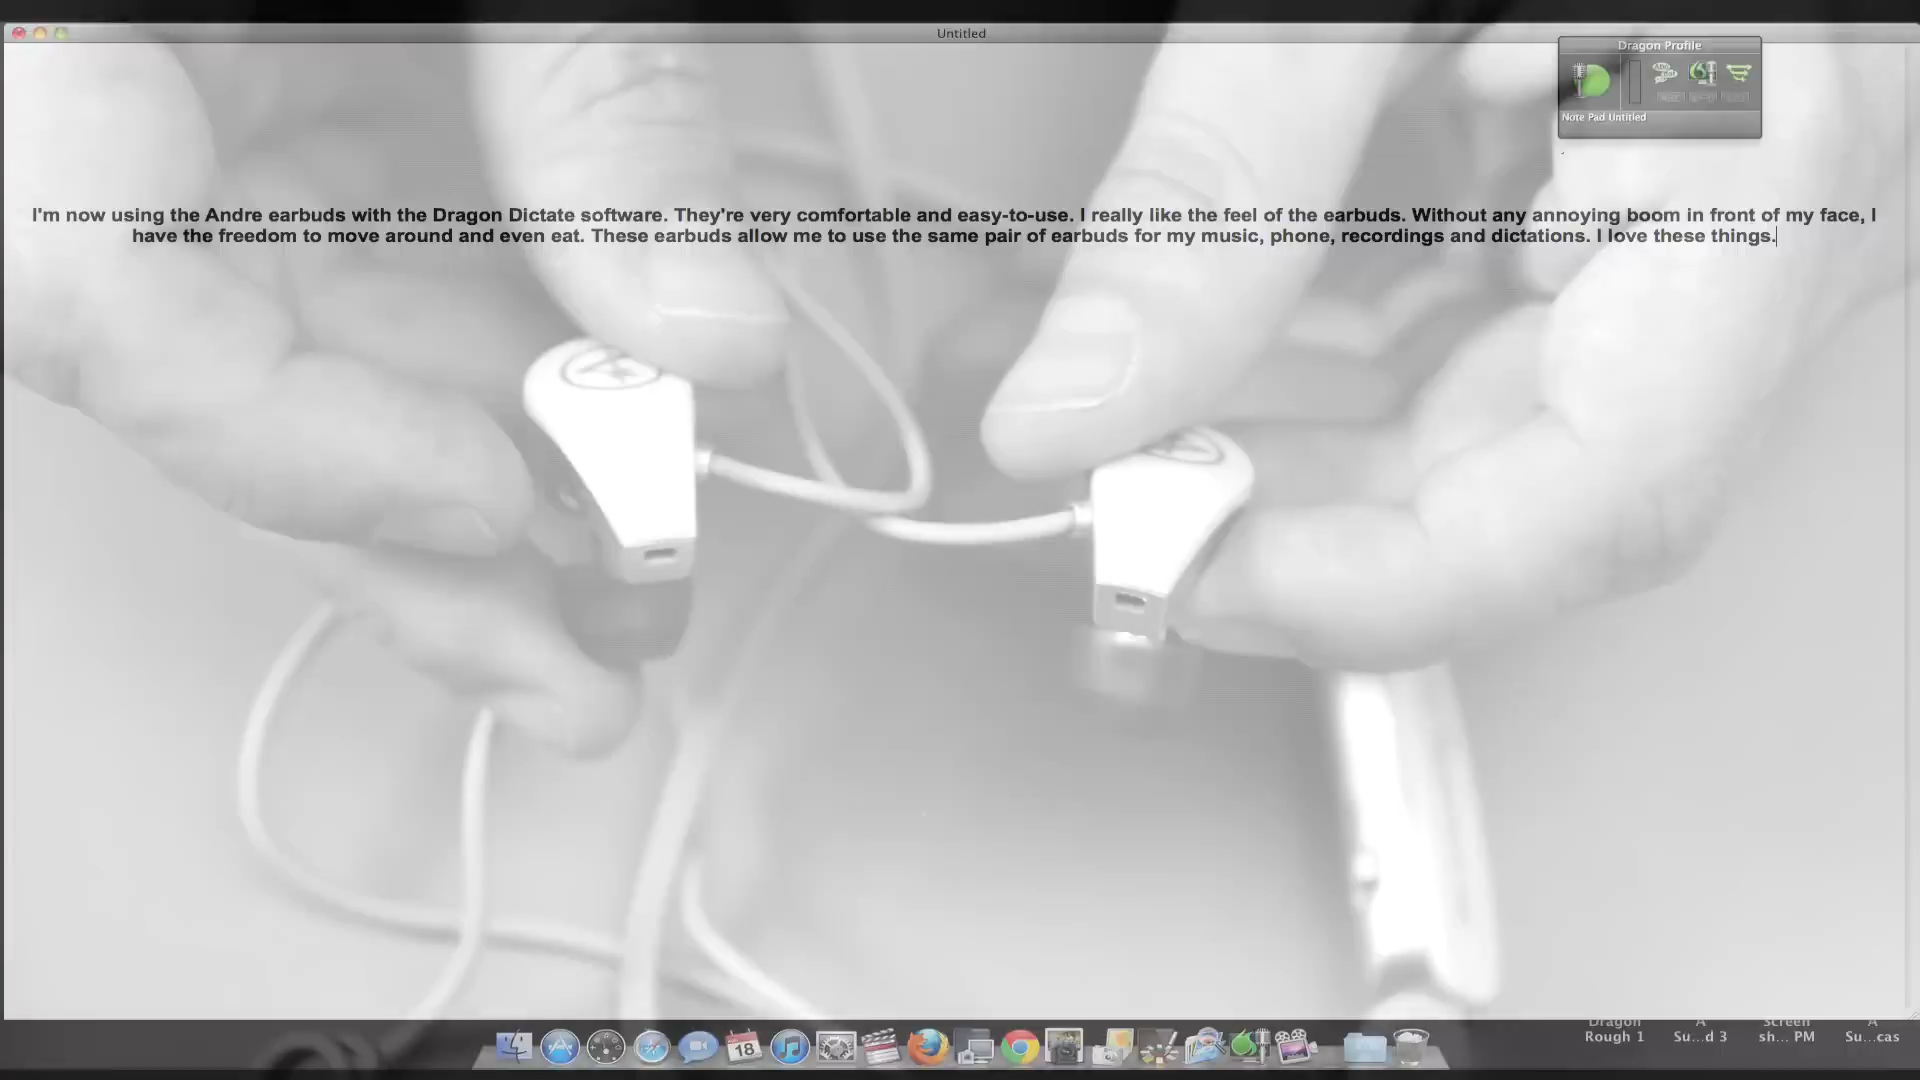 Untitled
Dragon Profile
Note Pad Untitled
I'm now using the Andre earbuds with the Dragon Dictate software. They're very comfortable and easy-to-use. I really like the feel of the earbuds. Without any annoying boom in front of my face, I
have the freedom to move around and even eat. These earbuds allow me to use the same pair of earbuds for my music, phone, recordings and dictations. I love these things.
18
Dragon A Screen A
Rough 1 Su...d 3 sh... PM Su...cas